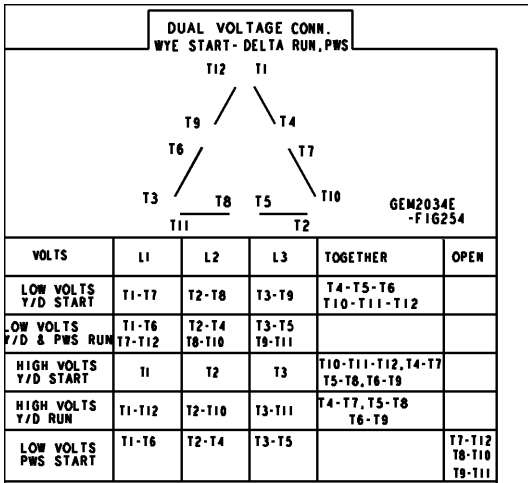 DUAL VOLTAGE CONN.
WYE START- DELTA RUN, PWS
T12 T1
T9 T4
T6 T7
T3 T8 T5 T10
T11 T2
GEM2034E
-FIG254
VOLTS L1 L2 L3 TOGETHER OPEN
LOW VOLTS
Y/D START
T1-T7 T2-T8 T3-T9
T4-T5-T6
T10-T11-T12
LOW VOLTS
Y/D & PWS RUN
T1-T6
T7-T12
T2-T4
T8-T10
T3-T5
T9-T11
HIGH VOLTS
Y/D START
T1 T2 T3
T10-T11-T12, T4-T7
T5-T8, T6-T9
HIGH VOLTS
Y/D RUN
T1-T12 T2-T10 T3-T11
T4-T7, T5-T8
T6-T9
LOW VOLTS
PWS START
T1-T6 T2-T4 T3-T5
T7-T12
T8-T10
T9-T11